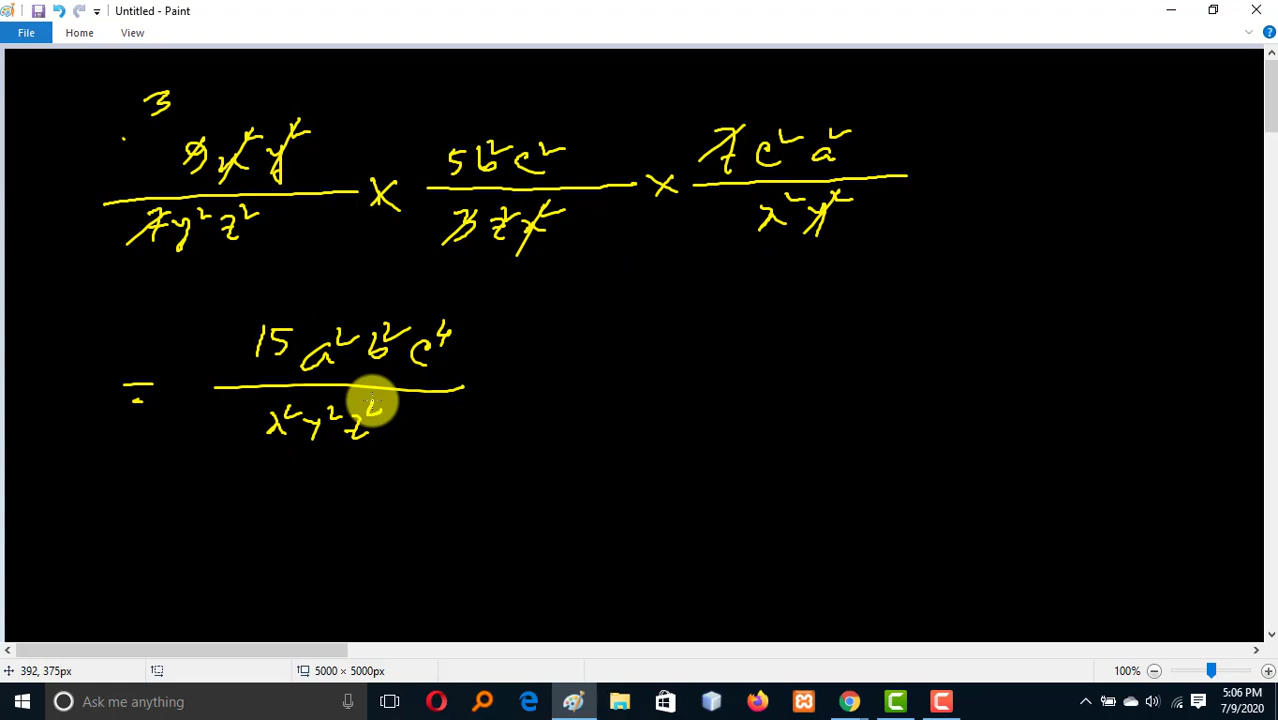 Untitled - Paint
File Home View
3
9x²y² / 7y²z² × 5b²c² / 3z²x² × 7c²a² / x²y²
= 15a²b²c⁴ / x²y²z²
392, 375px 5000 × 5000px 100%
Ask me anything 5:06 PM
7/9/2020